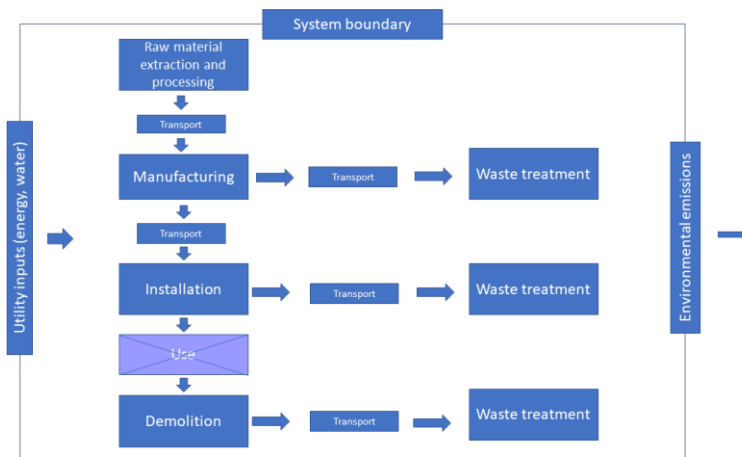 System boundary
Raw material
extraction and
processing
Transport
Manufacturing
Transport
Waste treatment
Transport
Installation
Transport
Waste treatment
Use
Demolition
Transport
Waste treatment
Utility inputs (energy, water)
Environmental emissions